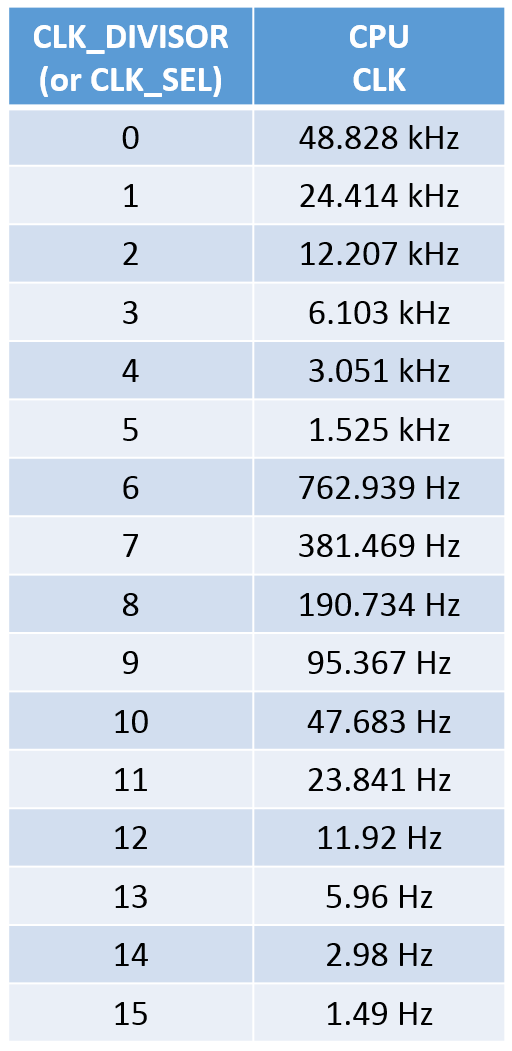 CLK_DIVISOR CPU
(or CLK_SEL) CLK
0 48.828 kHz
1 24.414 kHz
2 12.207 kHz
3 6.103 kHz
4 3.051 kHz
5 1.525 kHz
6 762.939 Hz
7 381.469 Hz
8 190.734 Hz
9 95.367 Hz
10 47.683 Hz
11 23.841 Hz
12 11.92 Hz
13 5.96 Hz
14 2.98 Hz
15 1.49 Hz